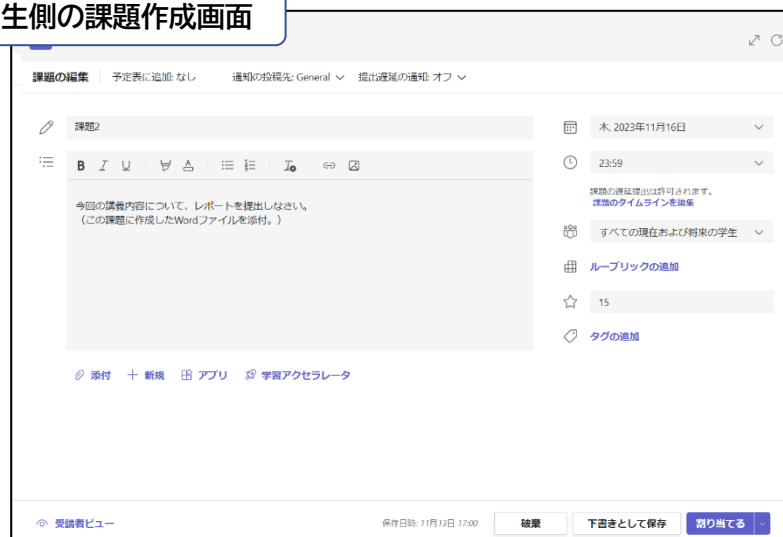 生側の課題作成画面
課題の編集 予定表に追加: なし 通知の投稿先: General 提出遅延の通知: オフ
課題2
木, 2023年11月16日
B I U
23:59
課題の遅延提出は許可されます。
課題のタイムラインを編集
今回の講義内容について、レポートを提出しなさい。
（この課題に作成したWordファイルを添付。）
すべての現在および将来の学生
ルーブリックの追加
15
タグの追加
添付 新規 アプリ 学習アクセラレータ
受講者ビュー 保存日時: 11月13日 17:00 破棄 下書きとして保存 割り当てる